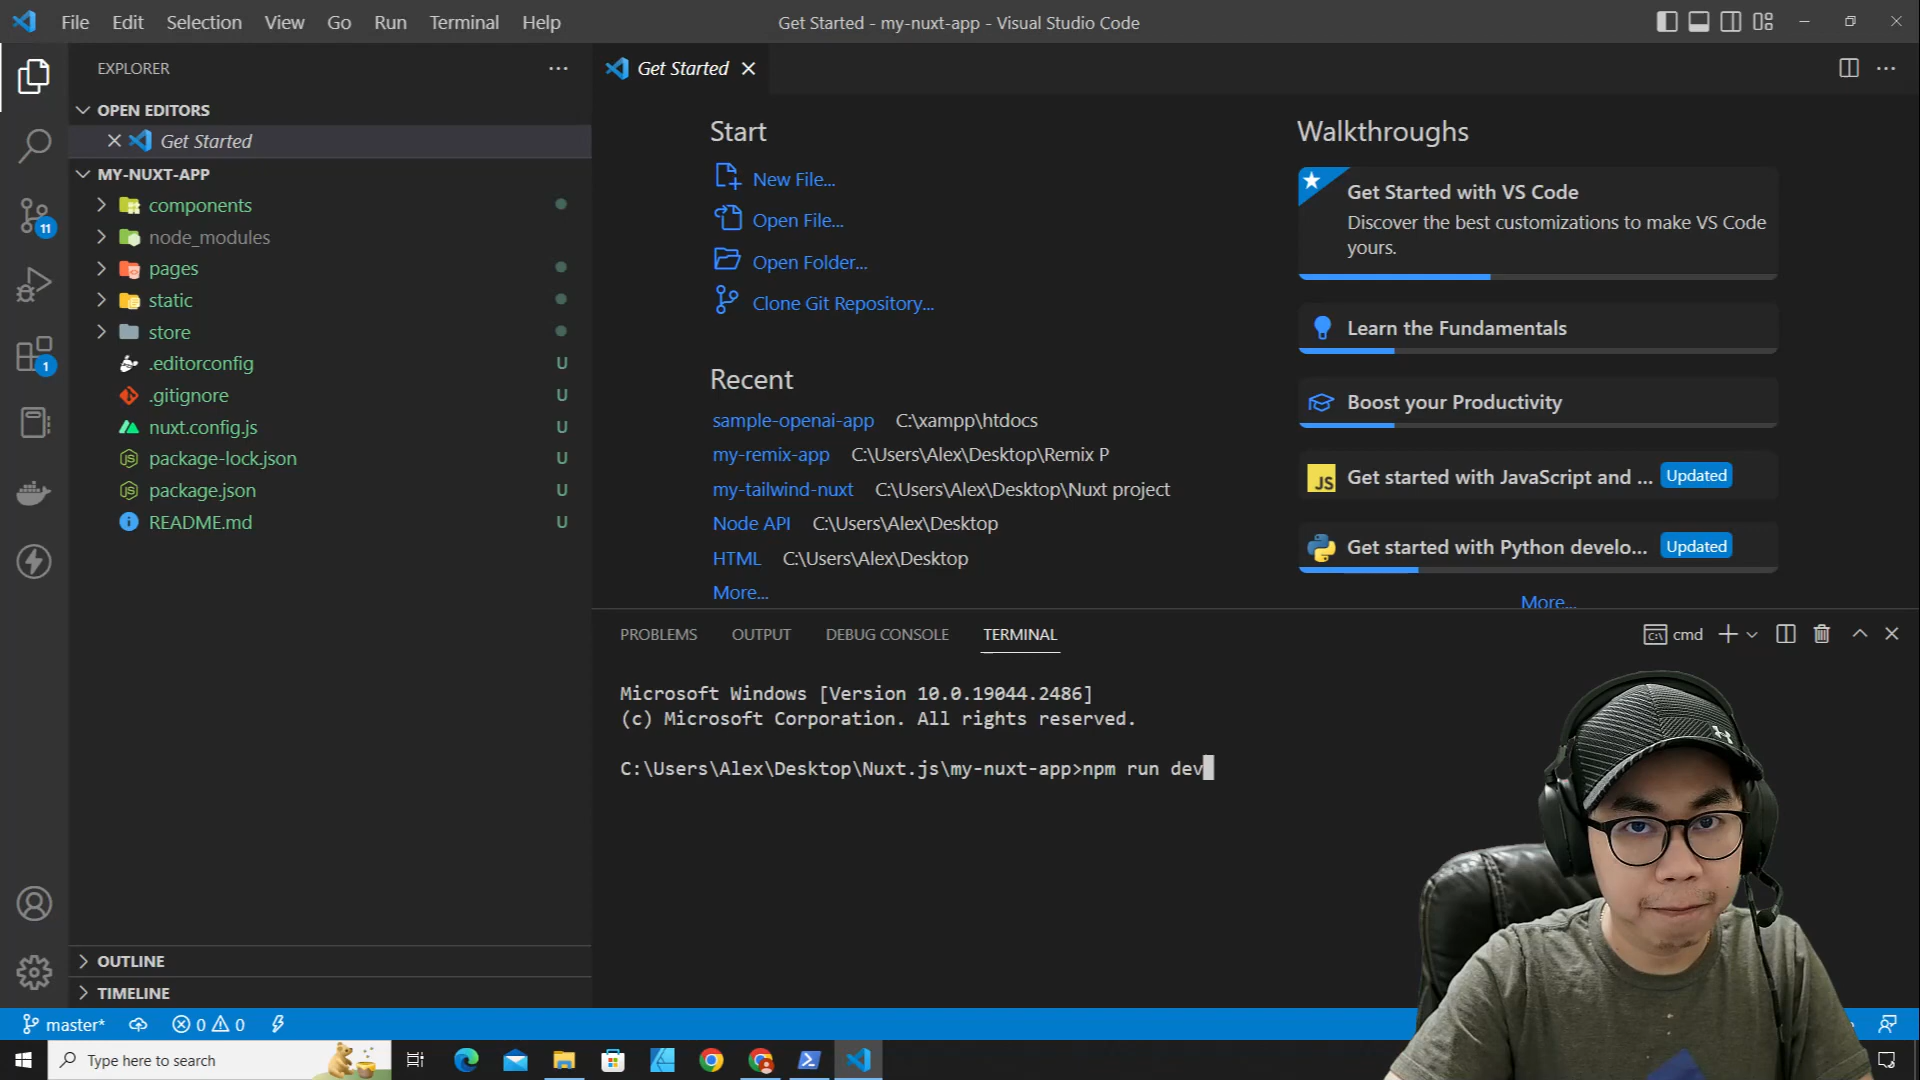 File Edit Selection View Go Run Terminal Help
Get Started - my-nuxt-app - Visual Studio Code
EXPLORER
OPEN EDITORS
Get Started
MY-NUXT-APP
components
node_modules
pages
static
store
.editorconfig U
.gitignore U
nuxt.config.js U
package-lock.json U
package.json U
README.md U
OUTLINE
TIMELINE
11
1
Get Started
Start
New File...
Open File...
Open Folder...
Clone Git Repository...
Recent
sample-openai-app C:\xampp\htdocs
my-remix-app C:\Users\Alex\Desktop\Remix P
my-tailwind-nuxt C:\Users\Alex\Desktop\Nuxt project
Node API C:\Users\Alex\Desktop
HTML C:\Users\Alex\Desktop
More...
Walkthroughs
Get Started with VS Code
Discover the best customizations to make VS Code
yours.
Learn the Fundamentals
Boost your Productivity
JS Get started with JavaScript and ... Updated
Get started with Python develo... Updated
More...
PROBLEMS OUTPUT DEBUG CONSOLE TERMINAL
cmd
Microsoft Windows [Version 10.0.19044.2486]
(c) Microsoft Corporation. All rights reserved.
C:\Users\Alex\Desktop\Nuxt.js\my-nuxt-app>npm run dev
master* 0 0
Type here to search